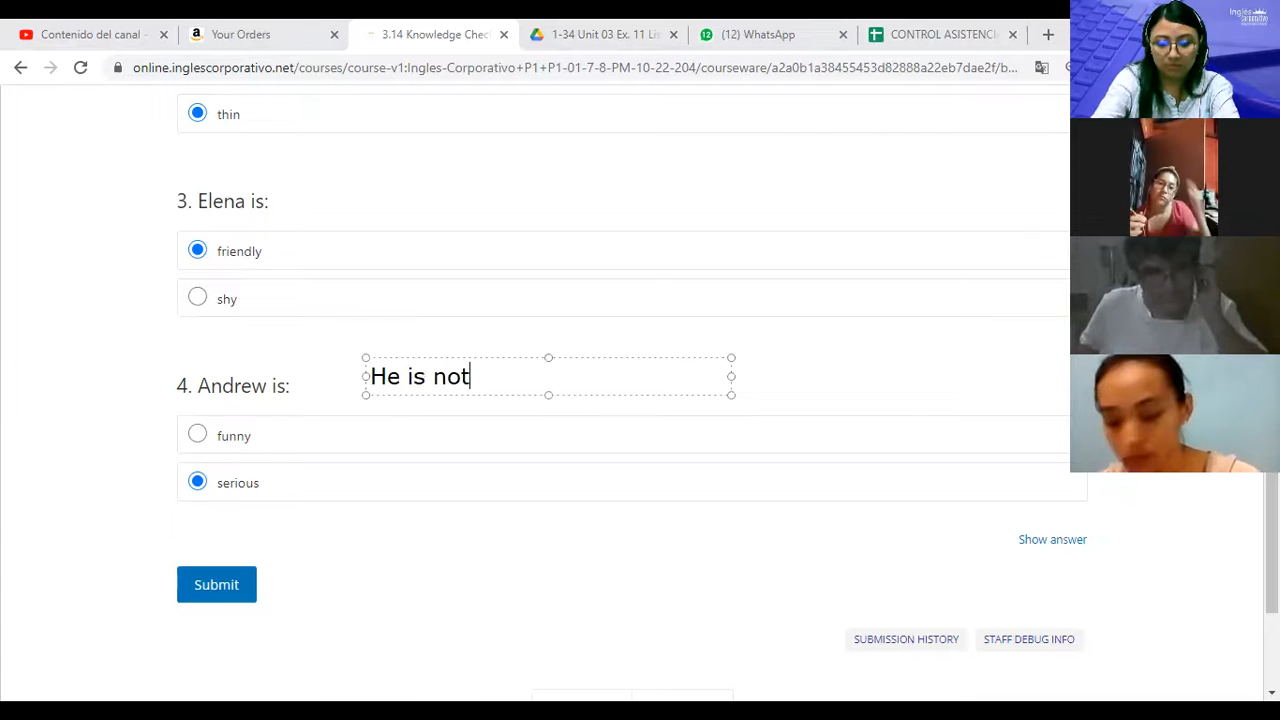 Contenido del canal -
Your Orders
3.14 Knowledge Chec
I-34 Unit 03 Ex. 11 Lis
(12) WhatsApp
CONTROL ASISTENCI
online.inglescorporativo.net/courses/course-v1:Ingles-Corporativo+P1+P1-01-7-8-PM-10-22-204/courseware/a2a0b1a38455453d82888a22eb7dae2f/b...
thin
3. Elena is:
friendly
shy
He is not
4. Andrew is:
funny
serious
Show answer
Submit
SUBMISSION HISTORY
STAFF DEBUG INFO